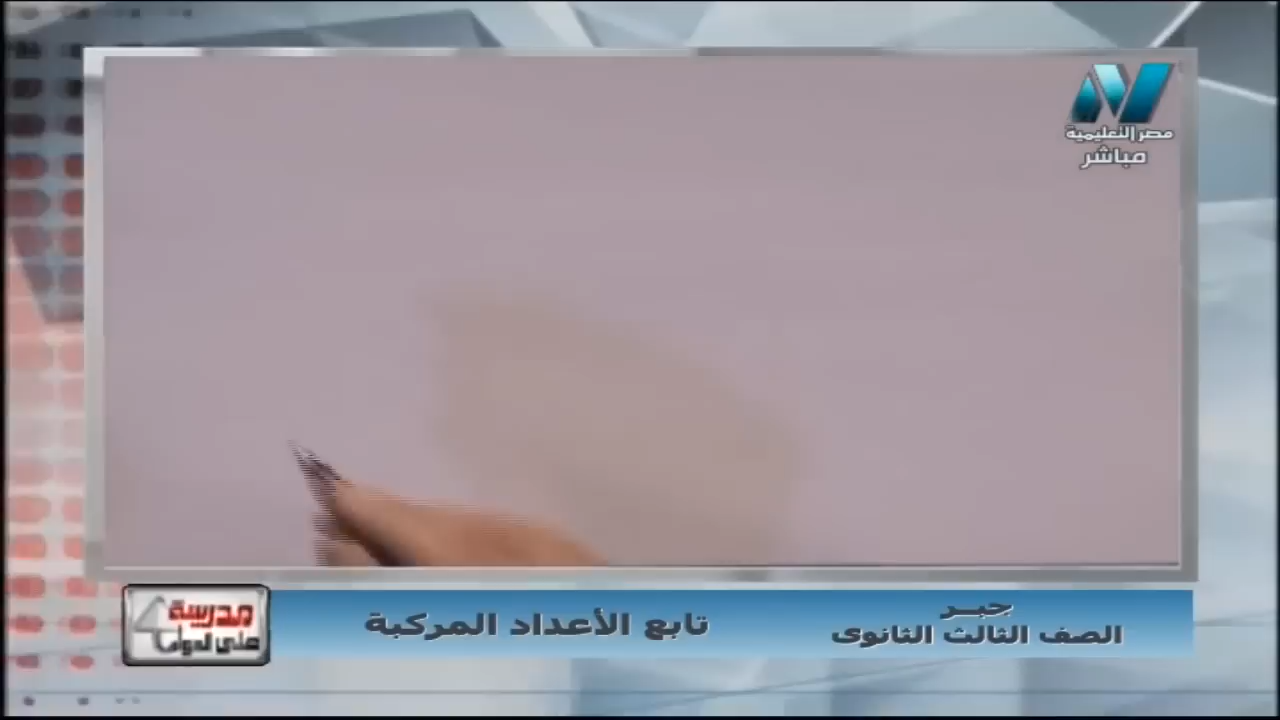 مصر التعليمية
مباشر
جبر
الصف الثالث الثانوى
تابع الأعداد المركبة
مدرسة
على الهواء